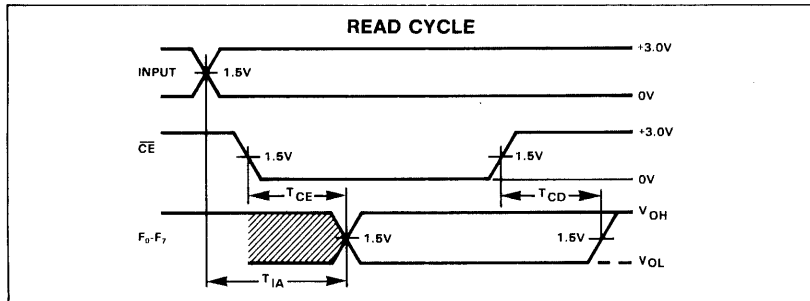 READ CYCLE
+3.0V
INPUT
1.5V
0V
+3.0V
CE
1.5V
1.5V
0V
TCE
TCD
VOH
F0-F7
1.5V
1.5V
VOL
TIA